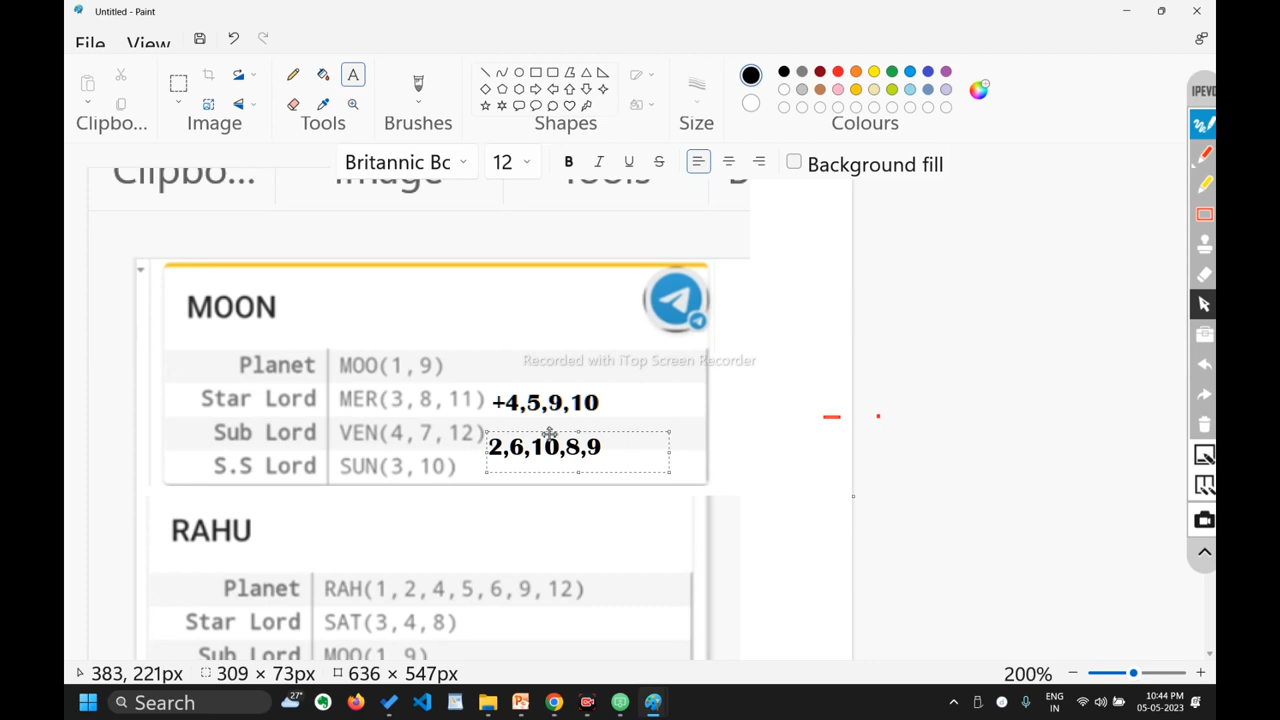 Untitled - Paint
File View
Clipbo... Image Tools Brushes Shapes Size Colours
Britannic Bc 12 B I U S Background fill
Clipbo... Image Tools
MOON
Recorded with iTop Screen Recorder
Planet MOO(1,9)
Star Lord MER(3,8,11) +4,5,9,10
Sub Lord VEN(4,7,12) 2,6,10,8,9
S.S Lord SUN(3,10)
RAHU
Planet RAH(1,2,4,5,6,9,12)
Star Lord SAT(3,4,8)
Sub Lord MOO(1,9)
IPEVO
383, 221px 309 × 73px 636 × 547px 200%
Search 27° ENG IN 10:44 PM 05-05-2023